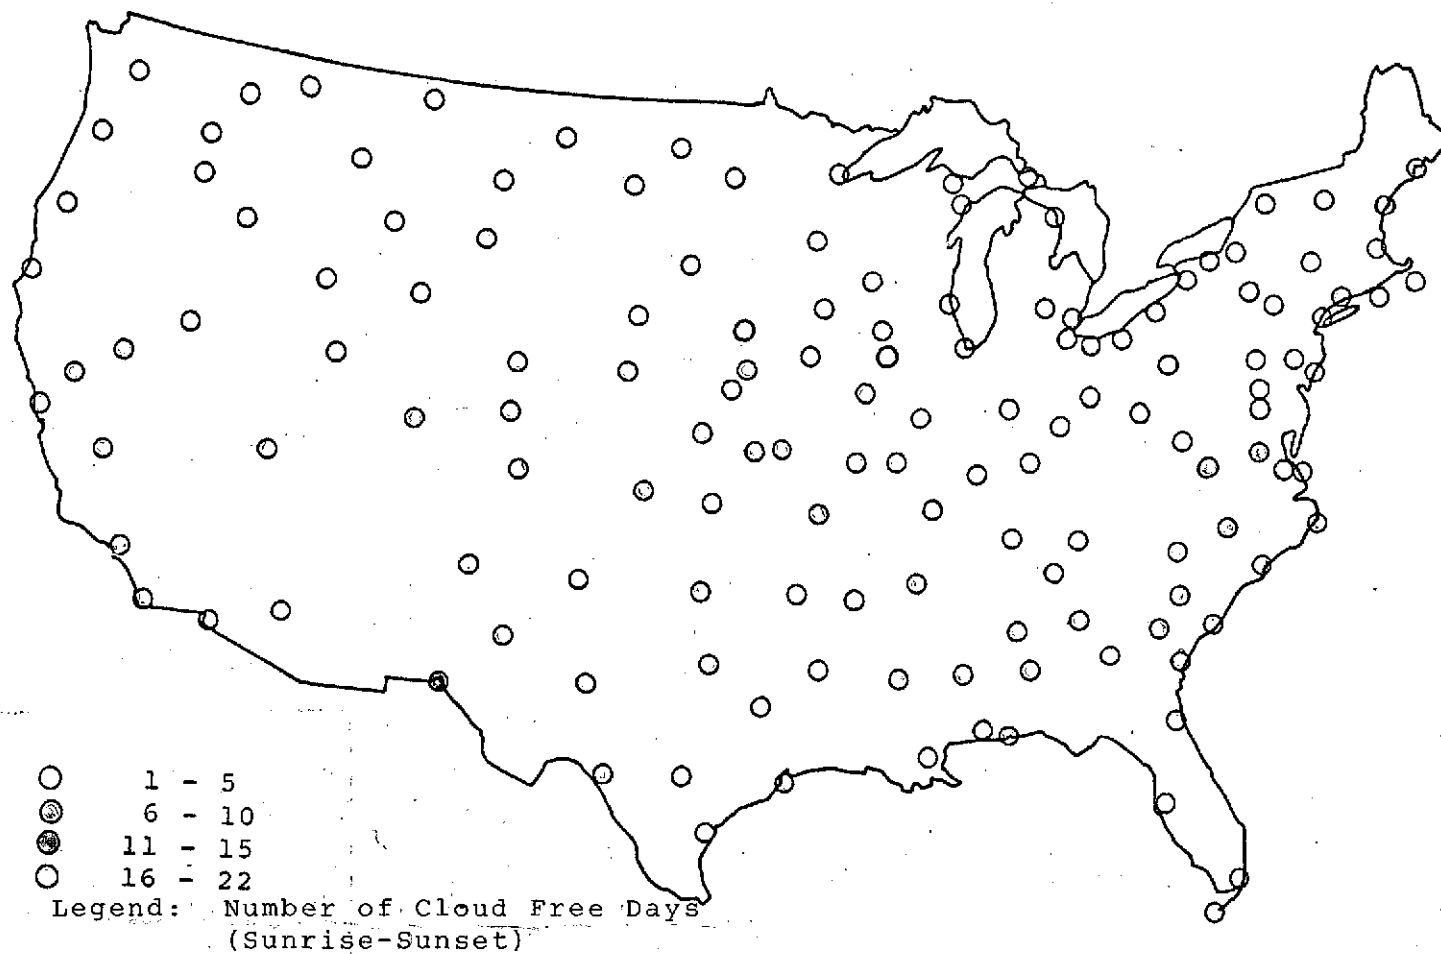 1 - 5
6 - 10
11 - 15
16 - 22
Legend: Number of Cloud Free Days
(Sunrise-Sunset)